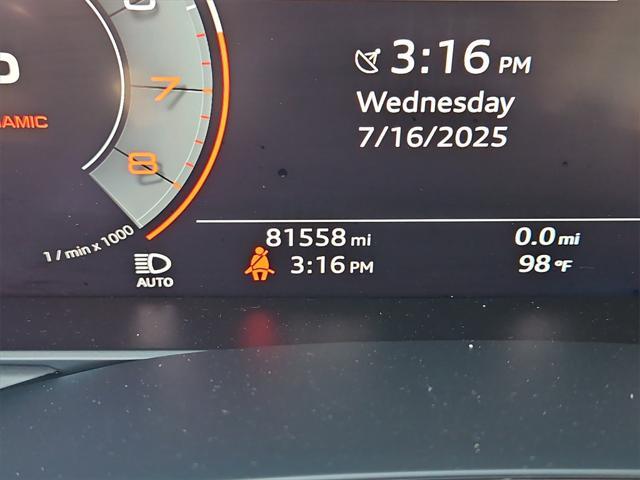 3:16 PM
Wednesday
7/16/2025
7
8
1 / min x 1000
81558 mi
0.0 mi
3:16 PM
98 °F
AUTO